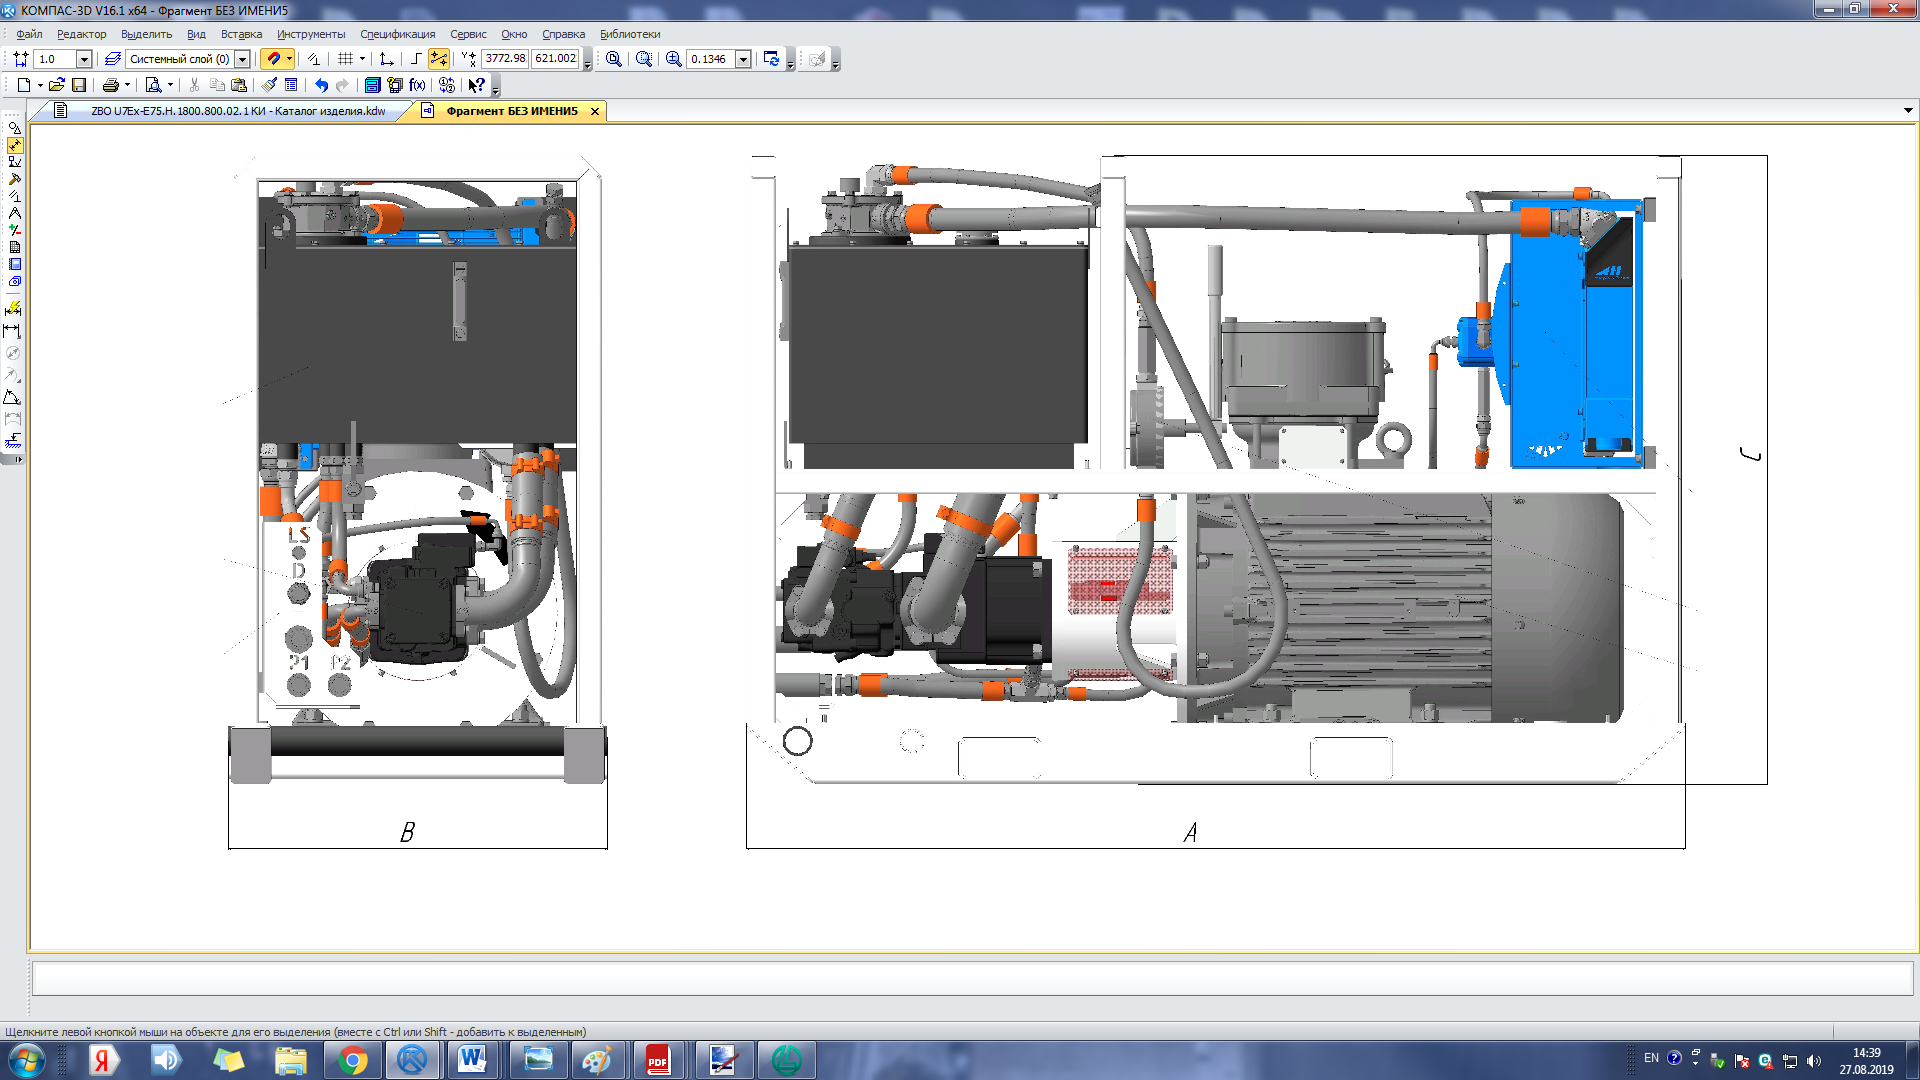 КОМПАС-3D V16.1 x64 - Фрагмент БЕЗ ИМЕНИ5
Файл Редактор Выделить Вид Вставка Инструменты Спецификация Сервис Окно Справка Библиотеки
1.0 Системный слой (0) 3772.98 621.002 0.1346
f(x)
ZBO U7Ex-E75.H.1800.800.02.1 КИ - Каталог изделия.kdw Фрагмент БЕЗ ИМЕНИ5
LS
D
P1 P2
C
B A
Щелкните левой кнопкой мыши на объекте для его выделения (вместе с Ctrl или Shift - добавить к выделенным)
Я W PDF EN 14:39
27.08.2019